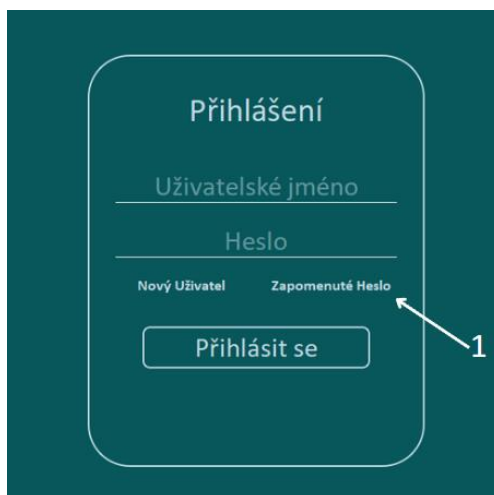 Přihlášení
Uživatelské jméno
Heslo
Nový Uživatel Zapomenuté Heslo
Přihlásit se 1